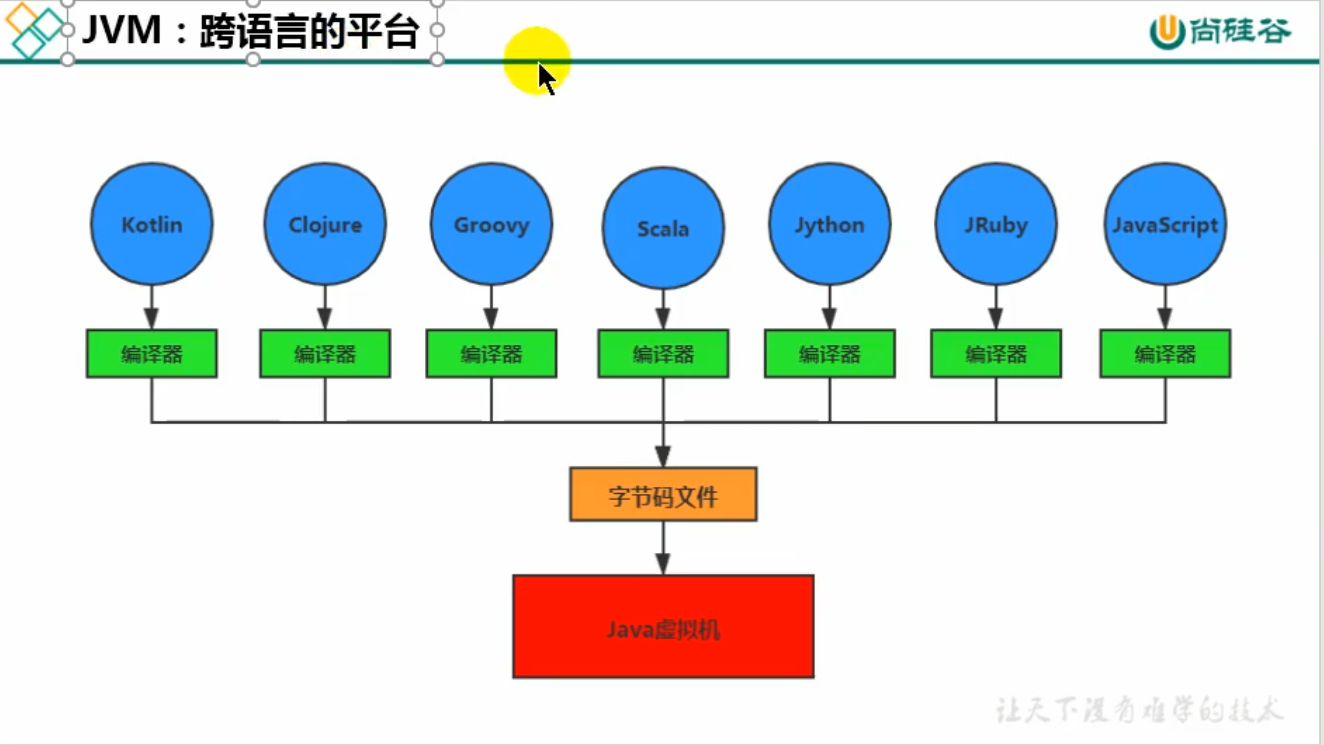 JVM：跨语言的平台
尚硅谷
Kotlin
Clojure
Groovy
Scala
Jython
JRuby
JavaScript
编译器
编译器
编译器
编译器
编译器
编译器
编译器
字节码文件
Java虚拟机
让天下没有难学的技术